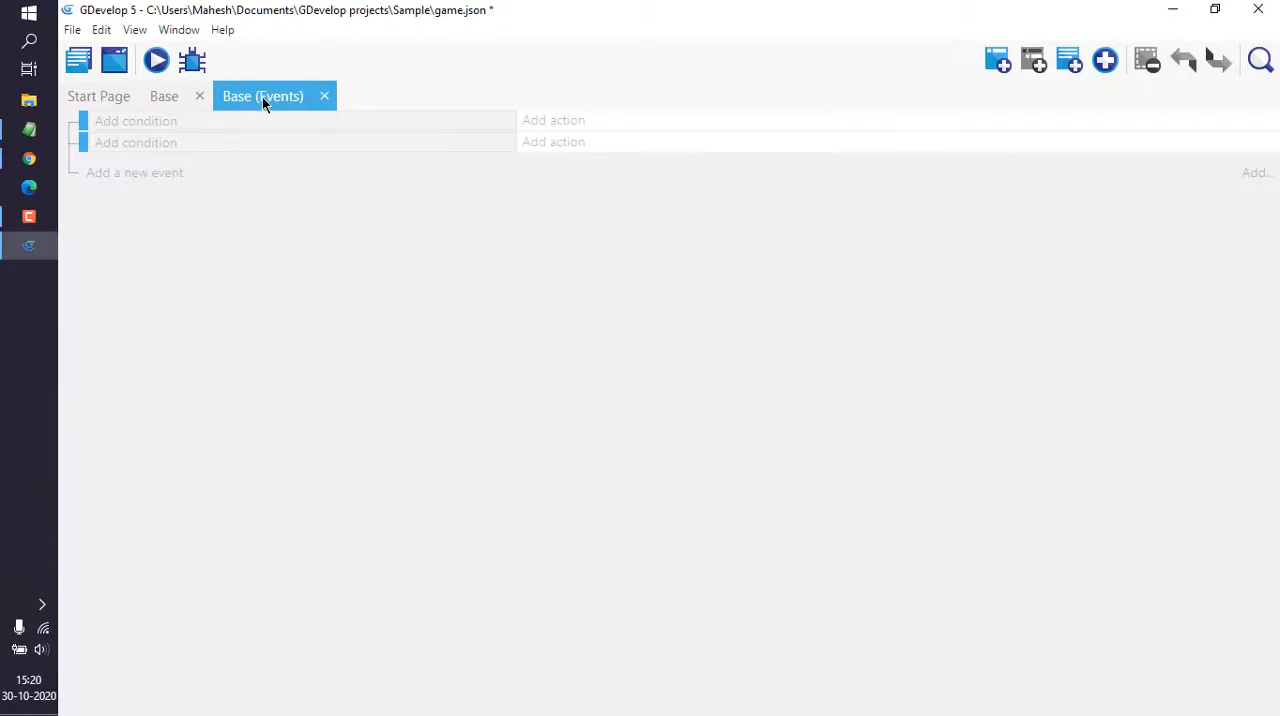 GDevelop 5 - C:\Users\Mahesh\Documents\GDevelop projects\Sample\game.json *
File Edit View Window Help
Start Page Base × Base (Events) ×
Add condition Add action
Add condition Add action
Add a new event Add...
15:20
30-10-2020